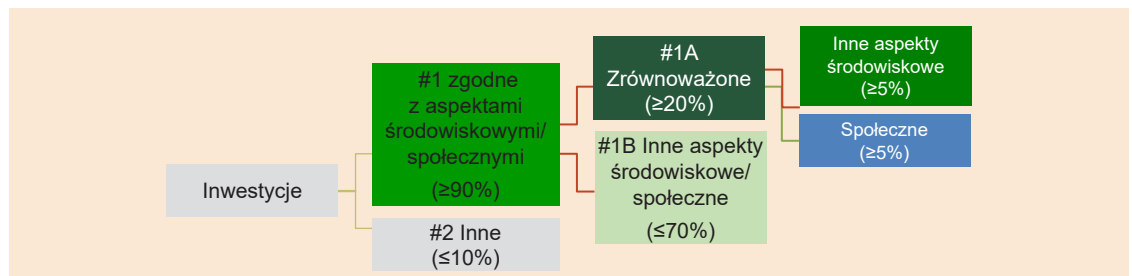 Inwestycje
#1 zgodne
z aspektami
środowiskowymi/
społecznymi
(≥90%)
#2 Inne
(≤10%)
#1A
Zrównoważone
(≥20%)
#1B Inne aspekty
środowiskowe/
społeczne
(≤70%)
Inne aspekty
środowiskowe
(≥5%)
Społeczne
(≥5%)